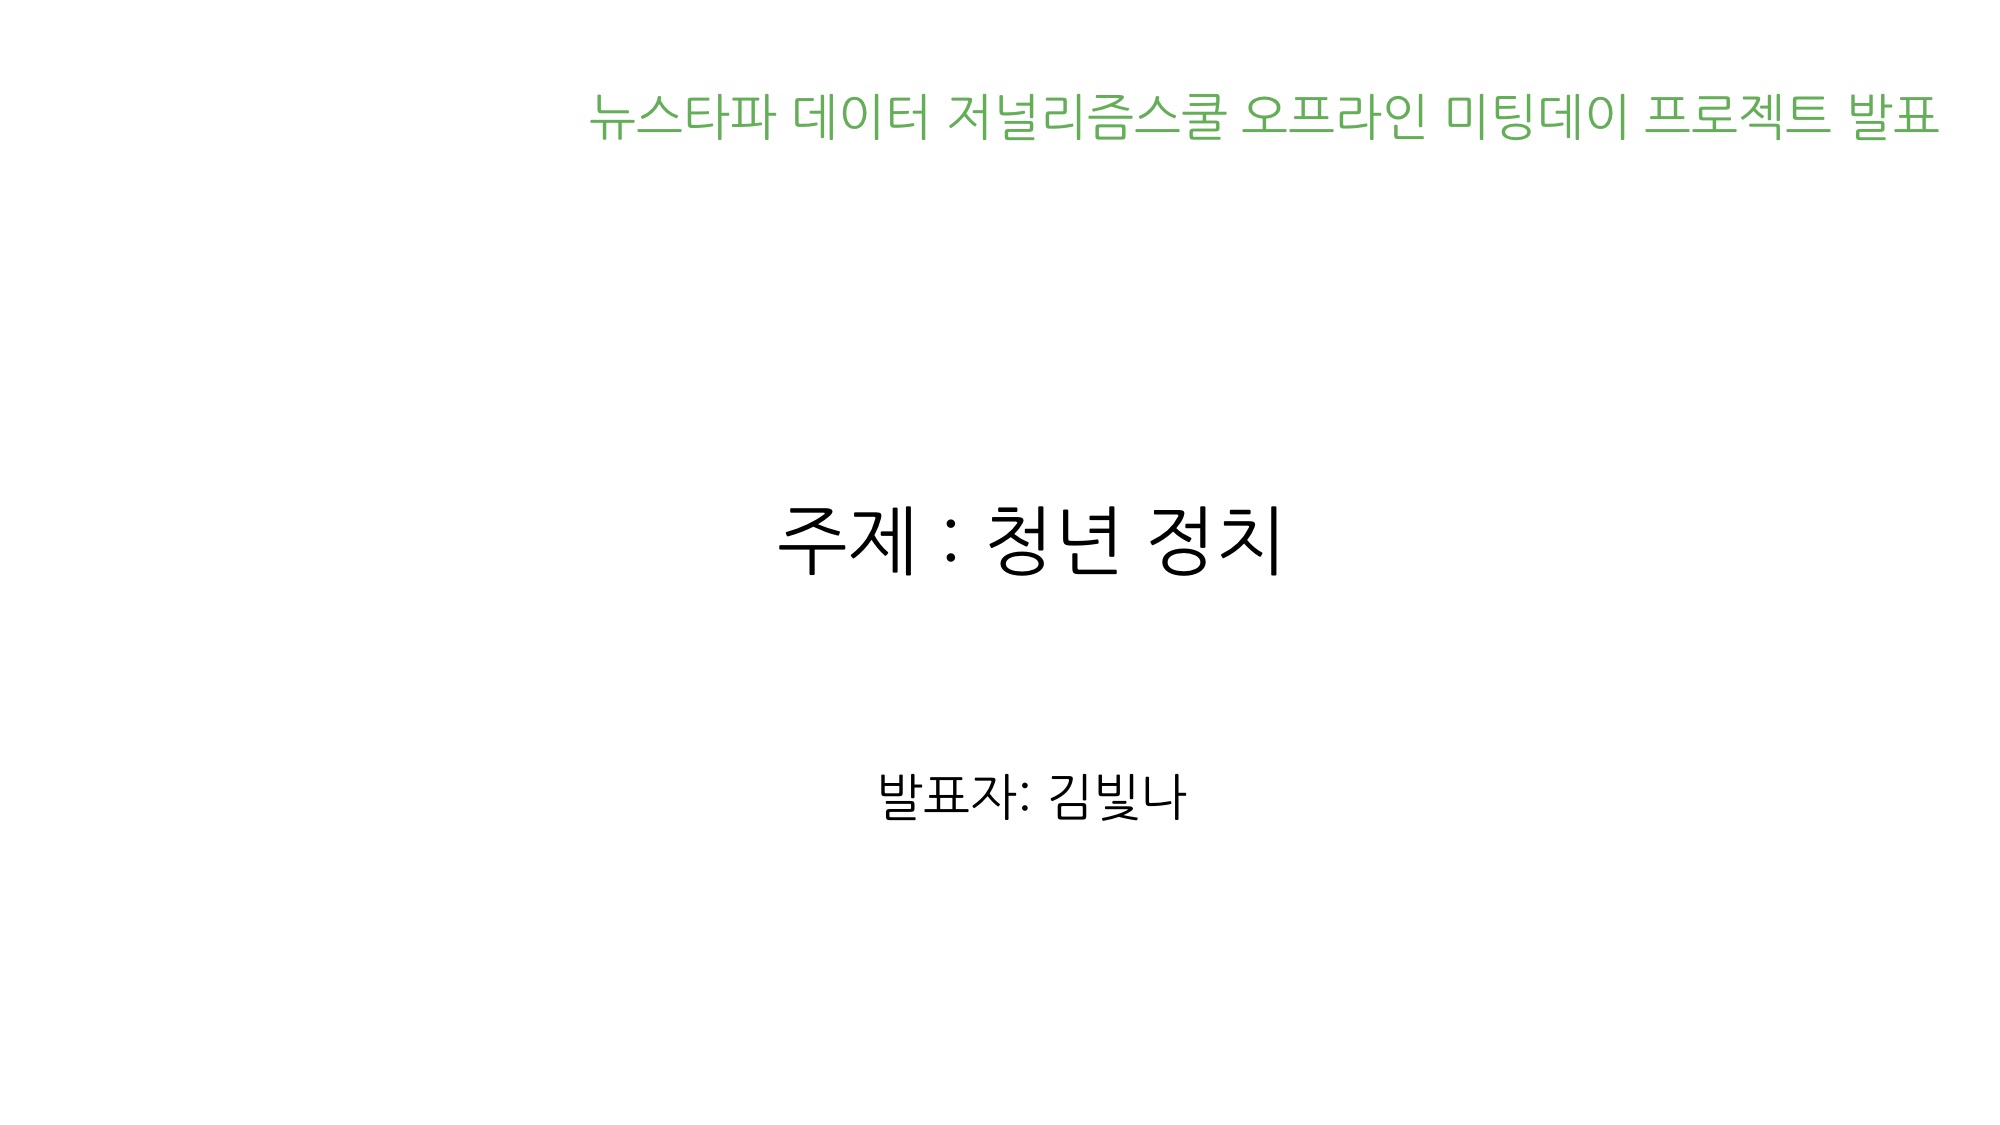 뉴스타파 데이터 저널리즘스쿨 오프라인 미팅데이 프로젝트 발표
주제 : 청년 정치
발표자: 김빛나